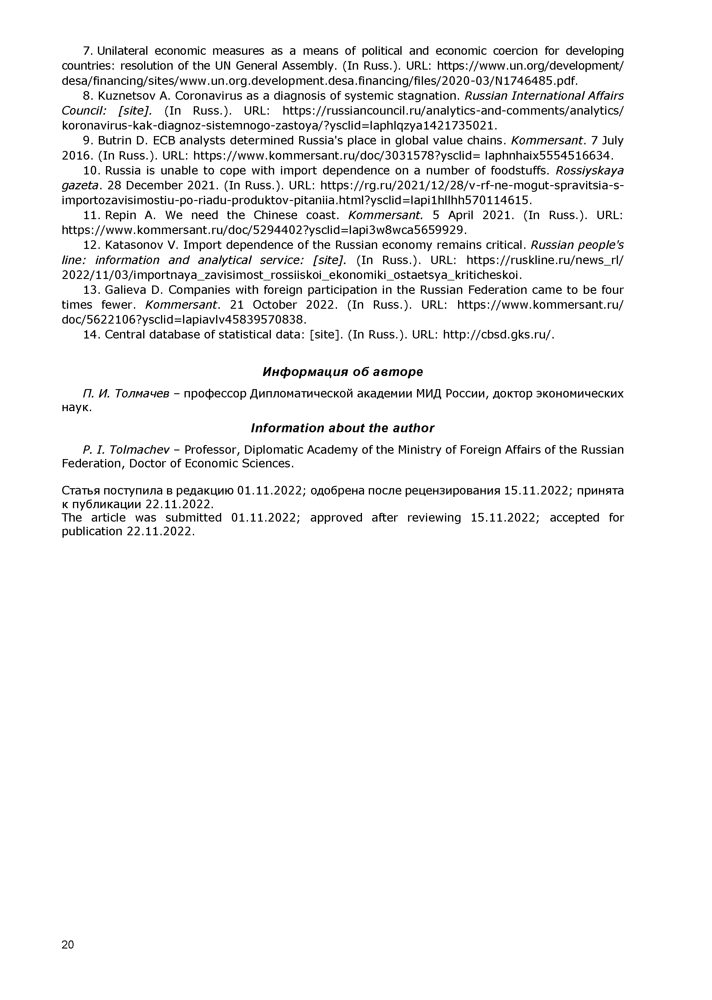 7. Unilateral economic measures as a means of political and economic coercion for developing
countries: resolution of the UN General Assembly. (In Russ.). URL: https://www.un.org/development/
desa/financing/sites/www.un.org.development.desa.financing/files/2020-03/N1746485.pdf.
8. Kuznetsov A. Coronavirus as a diagnosis of systemic stagnation. Russian International Affairs
Council: [site]. (In Russ.). URL: https://russiancouncil.ru/analytics-and-comments/analytics/
koronavirus-kak-diagnoz-sistemnogo-zastoya/?ysclid=laphlqzya1421735021.
9. Butrin D. ECB analysts determined Russia's place in global value chains. Kommersant. 7 July
2016. (In Russ.). URL: https://www.kommersant.ru/doc/3031578?ysclid= laphnhaix5554516634.
10. Russia is unable to cope with import dependence on a number of foodstuffs. Rossiyskaya
gazeta. 28 December 2021. (In Russ.). URL: https://rg.ru/2021/12/28/v-rf-ne-mogut-spravitsia-s-
importozavisimostiu-po-riadu-produktov-pitaniia.html?ysclid=lapi1hllhh570114615.
11. Repin A. We need the Chinese coast. Kommersant. 5 April 2021. (In Russ.). URL:
https://www.kommersant.ru/doc/5294402?ysclid=lapi3w8wca5659929.
12. Katasonov V. Import dependence of the Russian economy remains critical. Russian people's
line: information and analytical service: [site]. (In Russ.). URL: https://ruskline.ru/news_rl/
2022/11/03/importnaya_zavisimost_rossiiskoi_ekonomiki_ostaetsya_kriticheskoi.
13. Galieva D. Companies with foreign participation in the Russian Federation came to be four
times fewer. Kommersant. 21 October 2022. (In Russ.). URL: https://www.kommersant.ru/
doc/5622106?ysclid=lapiavlv45839570838.
14. Central database of statistical data: [site]. (In Russ.). URL: http://cbsd.gks.ru/.
Информация об авторе
П. И. Толмачев – профессор Дипломатической академии МИД России, доктор экономических
наук.
Information about the author
P. I. Tolmachev – Professor, Diplomatic Academy of the Ministry of Foreign Affairs of the Russian
Federation, Doctor of Economic Sciences.
Статья поступила в редакцию 01.11.2022; одобрена после рецензирования 15.11.2022; принята
к публикации 22.11.2022.
The article was submitted 01.11.2022; approved after reviewing 15.11.2022; accepted for
publication 22.11.2022.
20